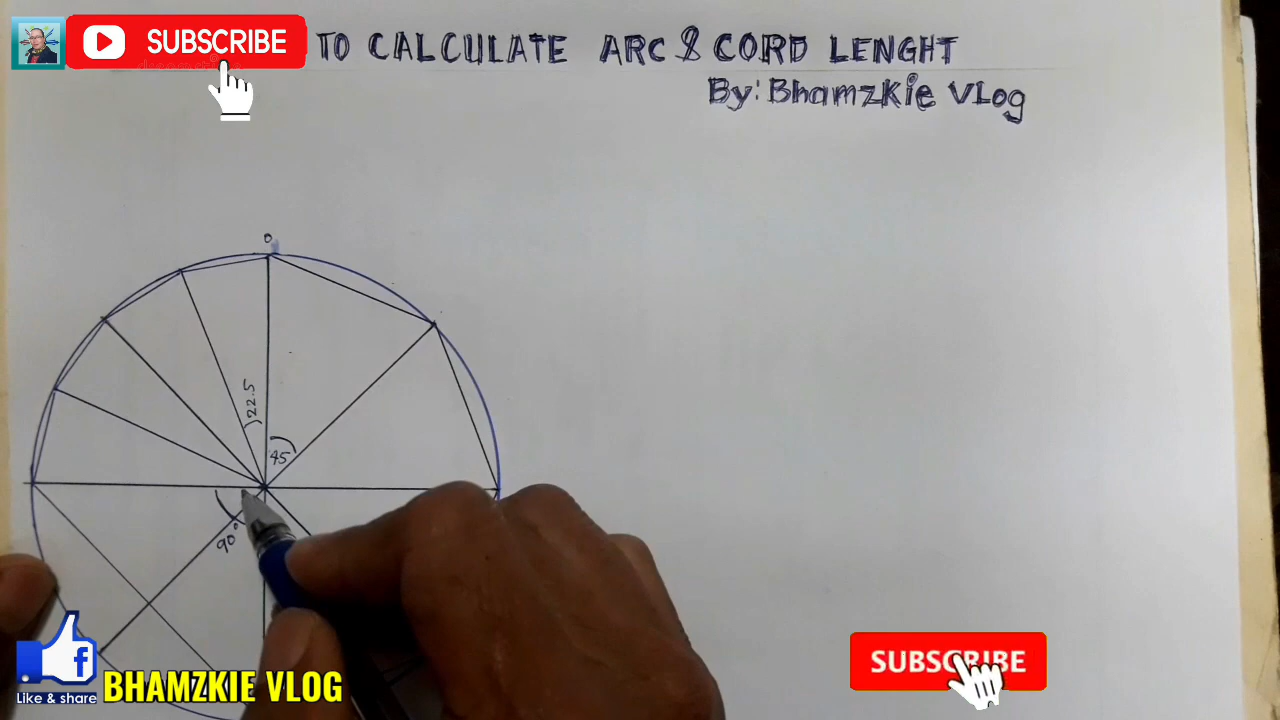 SUBSCRIBE
TO CALCULATE ARC & CORD LENGHT
By: Bhamzkie VLog
0
22.5
45
90°
SUBSCRIBE
Like & share
BHAMZKIE VLOG